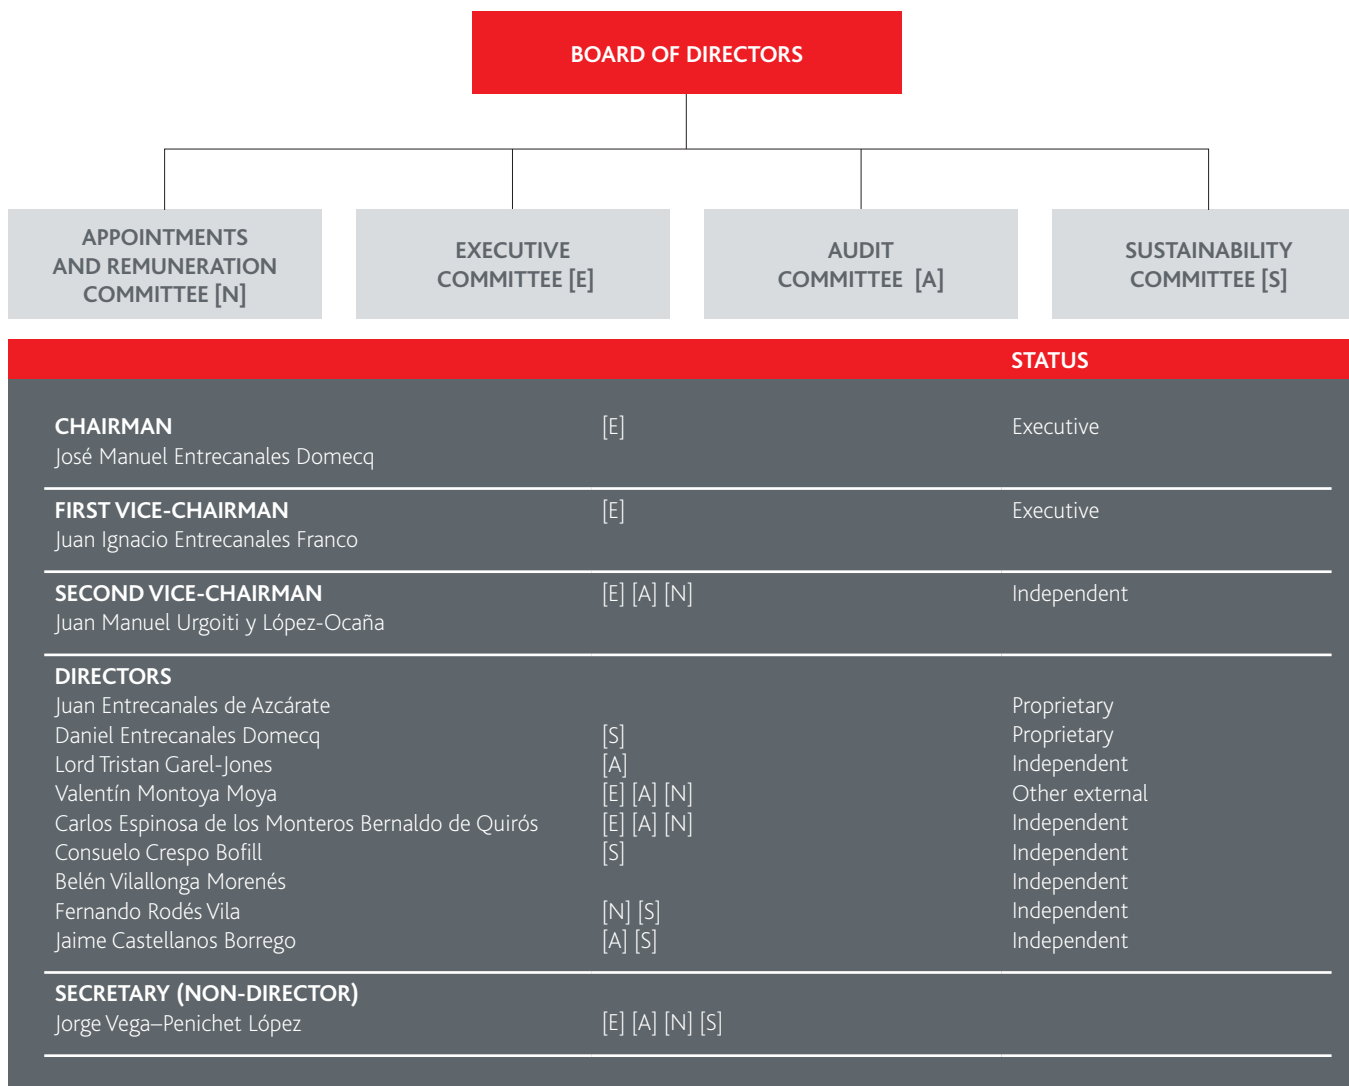 BOARD OF DIRECTORS
APPOINTMENTS
AND REMUNERATION
COMMITTEE [N]
EXECUTIVE
COMMITTEE [E]
AUDIT
COMMITTEE [A]
SUSTAINABILITY
COMMITTEE [S]
STATUS
CHAIRMAN [E] Executive
José Manuel Entrecanales Domecq
FIRST VICE-CHAIRMAN [E] Executive
Juan Ignacio Entrecanales Franco
SECOND VICE-CHAIRMAN [E] [A] [N] Independent
Juan Manuel Urgoiti y López-Ocaña
DIRECTORS
Juan Entrecanales de Azcárate Proprietary
Daniel Entrecanales Domecq [S] Proprietary
Lord Tristan Garel-Jones [A] Independent
Valentín Montoya Moya [E] [A] [N] Other external
Carlos Espinosa de los Monteros Bernaldo de Quirós [E] [A] [N] Independent
Consuelo Crespo Bofill [S] Independent
Belén Vilallonga Morenés Independent
Fernando Rodés Vila [N] [S] Independent
Jaime Castellanos Borrego [A] [S] Independent
SECRETARY (NON-DIRECTOR)
Jorge Vega–Penichet López [E] [A] [N] [S]